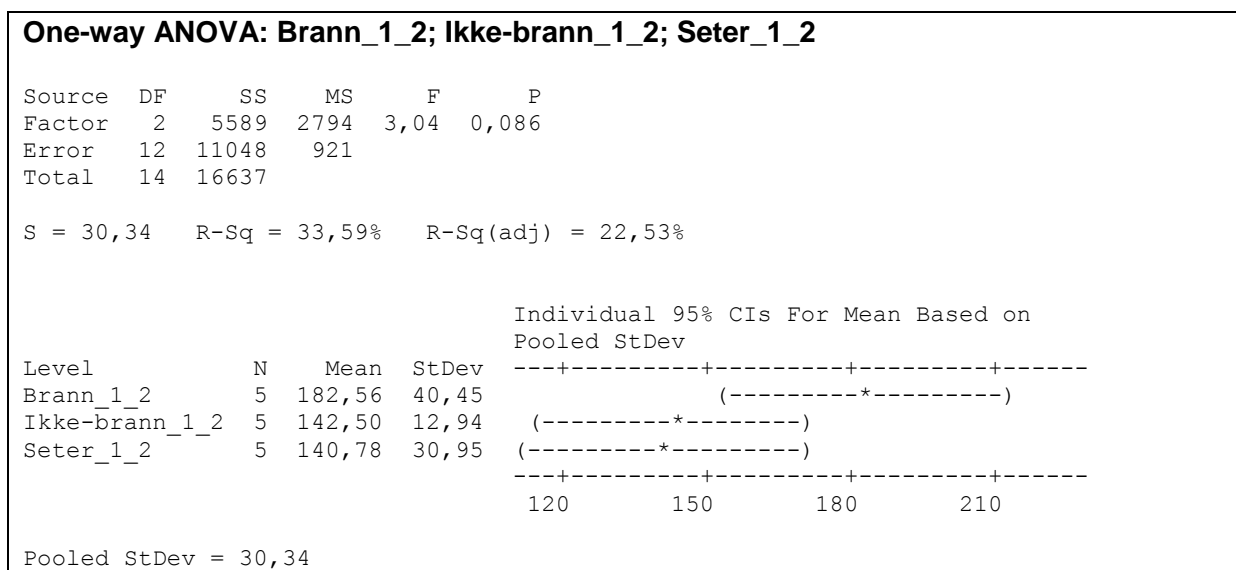 One-way ANOVA: Brann_1_2; Ikke-brann_1_2; Seter_1_2
Source  DF     SS    MS     F      P
Factor   2   5589  2794  3,04  0,086
Error   12  11048   921
Total   14  16637
S = 30,34   R-Sq = 33,59%   R-Sq(adj) = 22,53%
Individual 95% CIs For Mean Based on
Pooled StDev
Level           N    Mean  StDev  ---+---------+---------+---------+------
Brann_1_2       5  182,56  40,45                 (---------*---------)
Ikke-brann_1_2  5  142,50  12,94   (---------*--------)
Seter_1_2       5  140,78  30,95  (---------*---------)
---+---------+---------+---------+------
120       150       180       210
Pooled StDev = 30,34